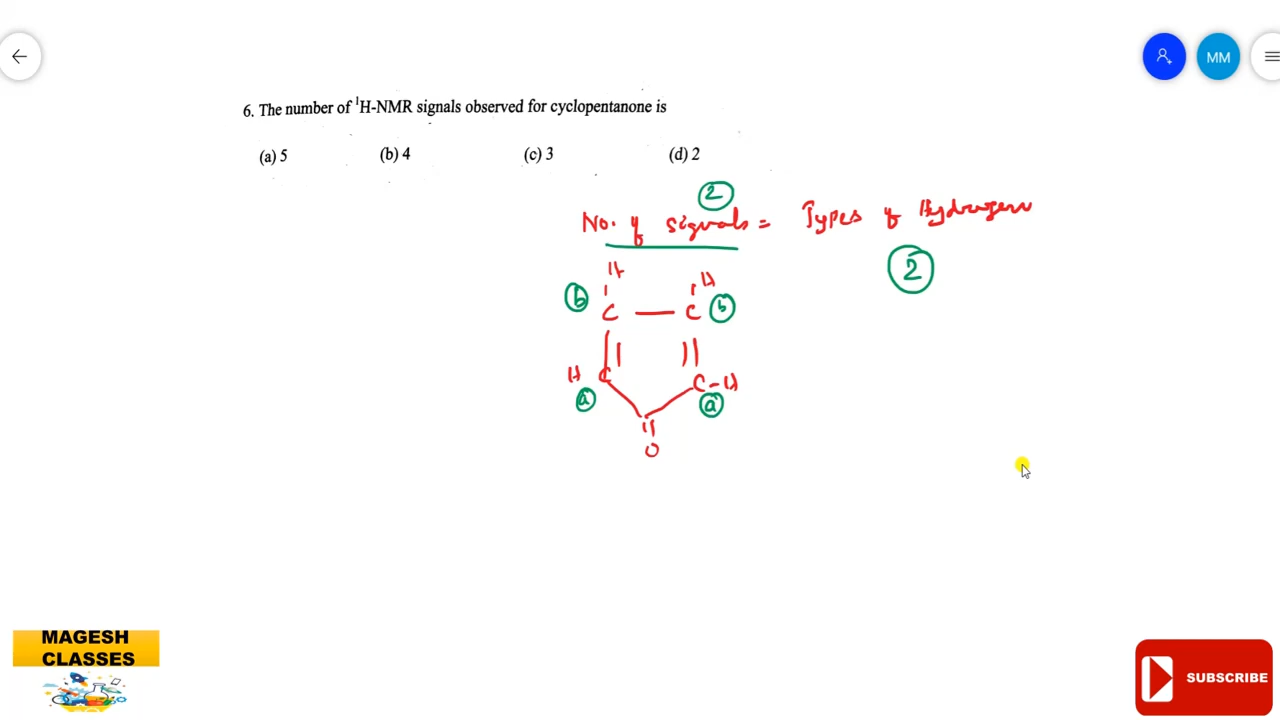 MM
6. The number of ¹H-NMR signals observed for cyclopentanone is
(a) 5 (b) 4 (c) 3 (d) 2
2
No. of signals = Types of Hydrogens
2
H H
b C C b
H C C-H
a a
O
MAGESH
CLASSES
SUBSCRIBE